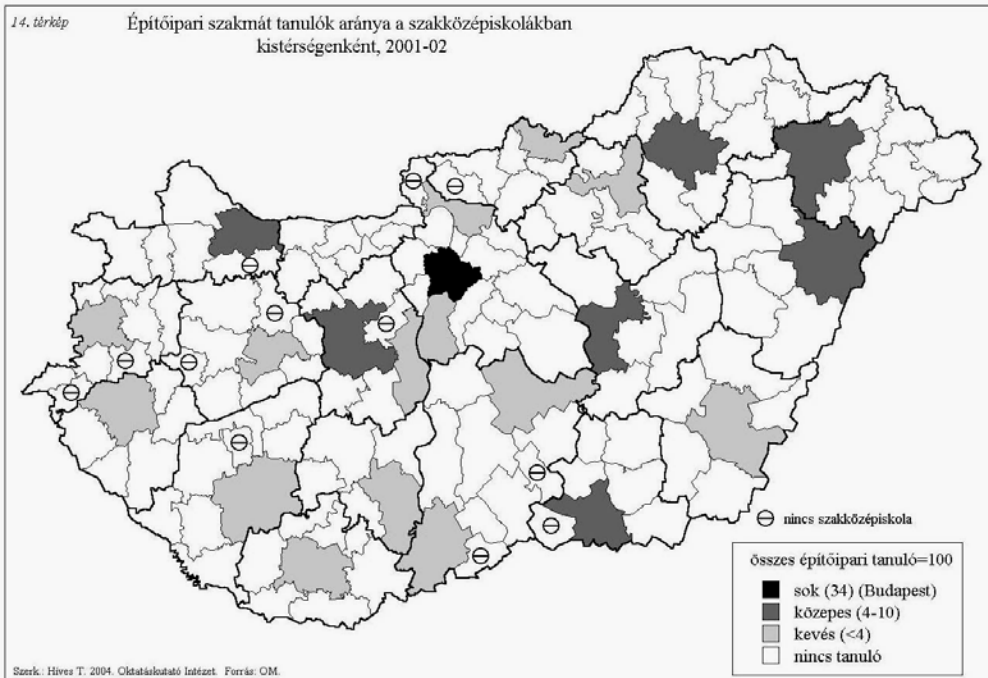 14. térkép
Építőipari szakmát tanulók aránya a szakközépiskolákban
kistérségenként, 2001-02
nincs szakközépiskola
összes építőipari tanuló=100
sok (34) (Budapest)
közepes (4-10)
kevés (<4)
nincs tanuló
Szerk.: Híves T. 2004. Oktatáskutató Intézet. Forrás: OM.